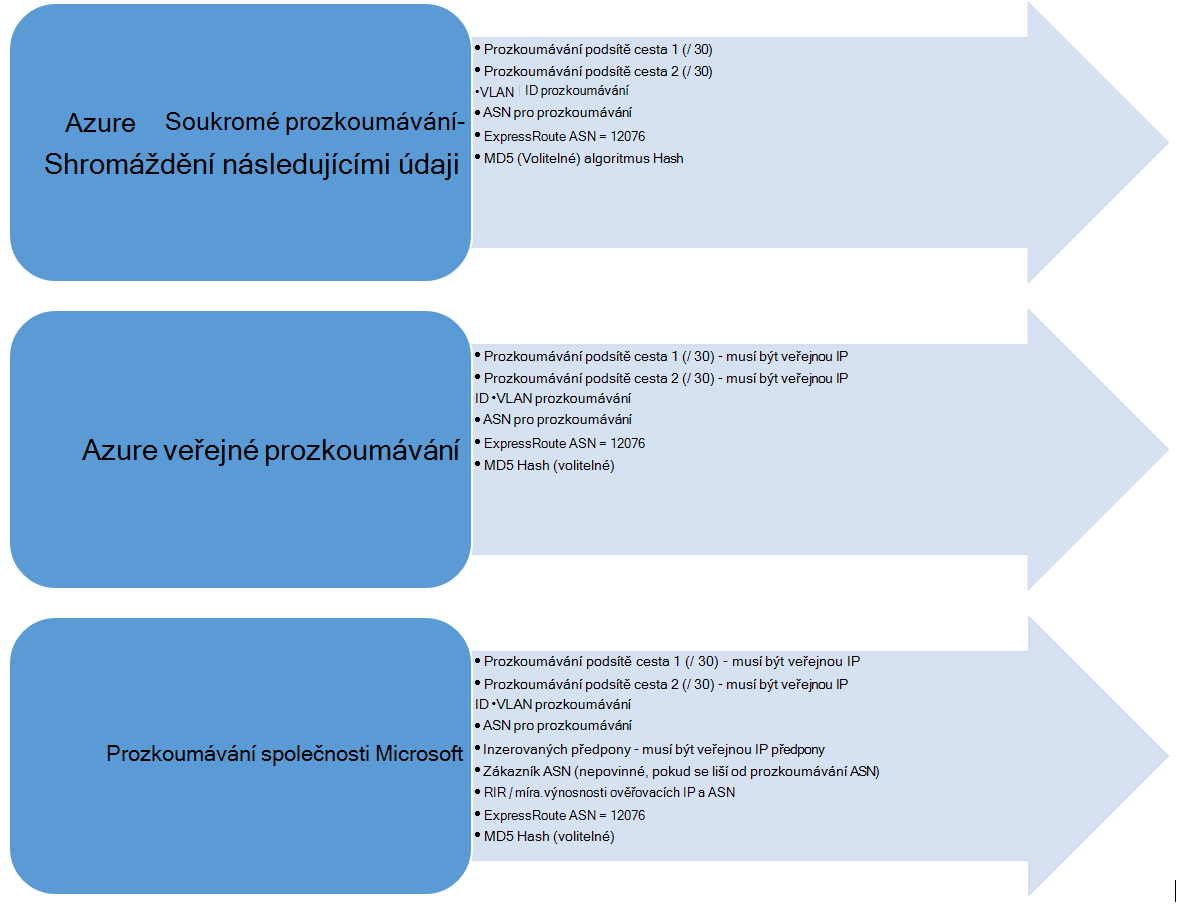 Azure Soukromé prozkoumávání-
Shromáždění následujícími údaji
• Prozkoumávání podsítě cesta 1 (/ 30)
• Prozkoumávání podsítě cesta 2 (/ 30)
•VLAN ID prozkoumávání
• ASN pro prozkoumávání
• ExpressRoute ASN = 12076
• MD5 (Volitelné) algoritmus Hash
Azure veřejné prozkoumávání
• Prozkoumávání podsítě cesta 1 (/ 30) - musí být veřejnou IP
• Prozkoumávání podsítě cesta 2 (/ 30) - musí být veřejnou IP
ID •VLAN prozkoumávání
• ASN pro prozkoumávání
• ExpressRoute ASN = 12076
• MD5 Hash (volitelné)
Prozkoumávání společnosti Microsoft
• Prozkoumávání podsítě cesta 1 (/ 30) - musí být veřejnou IP
• Prozkoumávání podsítě cesta 2 (/ 30) - musí být veřejnou IP
ID •VLAN prozkoumávání
• ASN pro prozkoumávání
• Inzerovaných předpony - musí být veřejnou IP předpony
• Zákazník ASN (nepovinné, pokud se liší od prozkoumávání ASN)
• RIR / míra.výnosnosti ověřovacích IP a ASN
• ExpressRoute ASN = 12076
• MD5 Hash (volitelné)